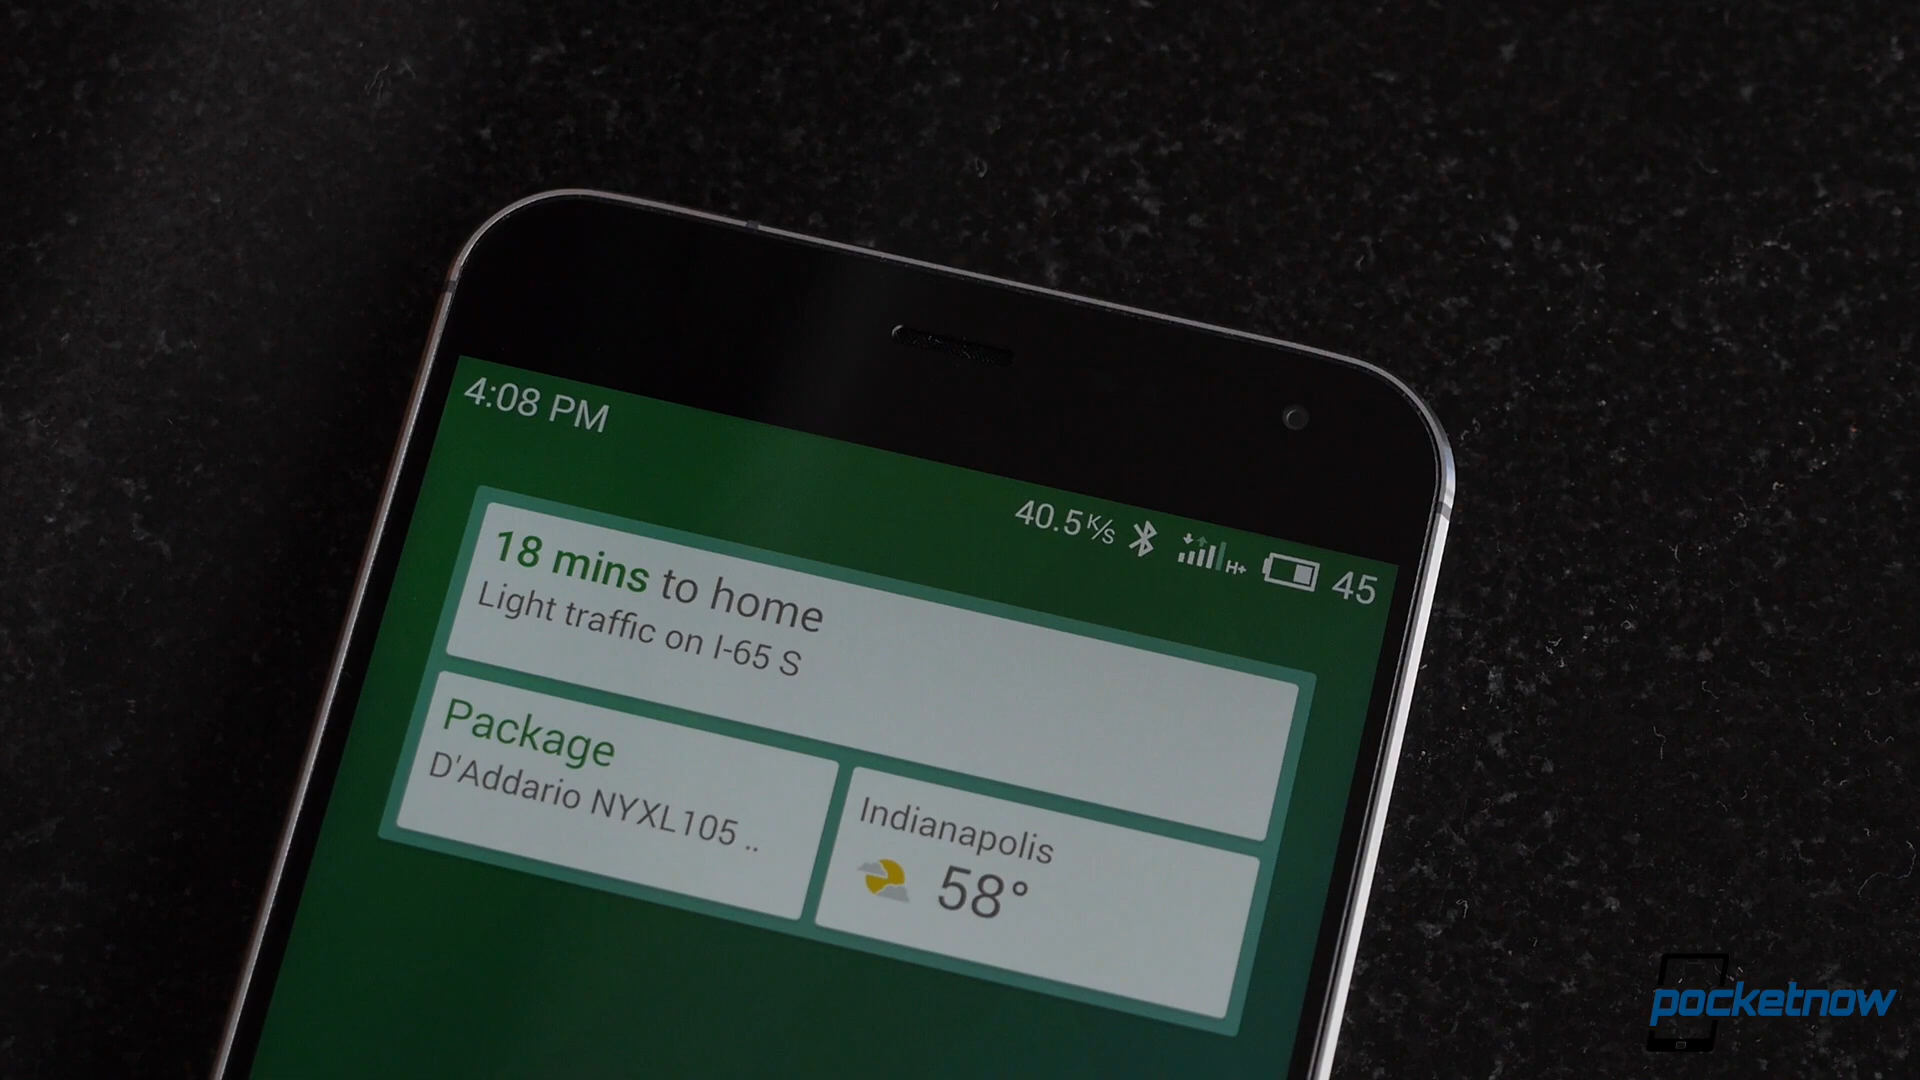 4:08 PM
40.5 K/s H+ 45
18 mins to home
Light traffic on I-65 S
Package
D'Addario NYXL105 ..
Indianapolis
58°
pocketnow